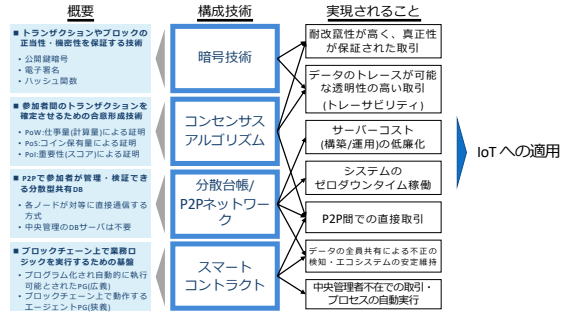 概要
構成技術
実現されること
■ トランザクションやブロックの
正当性・機密性を保証する技術
• 公開鍵暗号
• 電子署名
• ハッシュ関数
暗号技術
■ 参加者間のトランザクションを
確定させるための合意形成技術
• PoW:仕事量(計算量)による証明
• PoS:コイン保有量による証明
• PoI:重要性(スコア)による証明
コンセンサス
アルゴリズム
■ P2Pで参加者が管理・検証でき
る分散型共有DB
• 各ノードが対等に直接通信する
方式
• 中央管理のDBサーバは不要
分散台帳/
P2Pネットワー
ク
■ ブロックチェーン上で業務ロ
ジックを実行するための基盤
• プログラム化され自動的に執行
可能とされたPG(広義)
• ブロックチェーン上で動作する
エージェントPG(狭義)
スマート
コントラクト
耐改竄性が高く、真正性
が保証された取引
データのトレースが可能
な透明性の高い取引
(トレーサビリティ)
サーバーコスト
(構築/運用)の低廉化
システムの
ゼロダウンタイム稼働
P2P間での直接取引
データの全員共有による不正の
検知・エコシステムの安定維持
中央管理者不在での取引・
プロセスの自動実行
IoT への適用